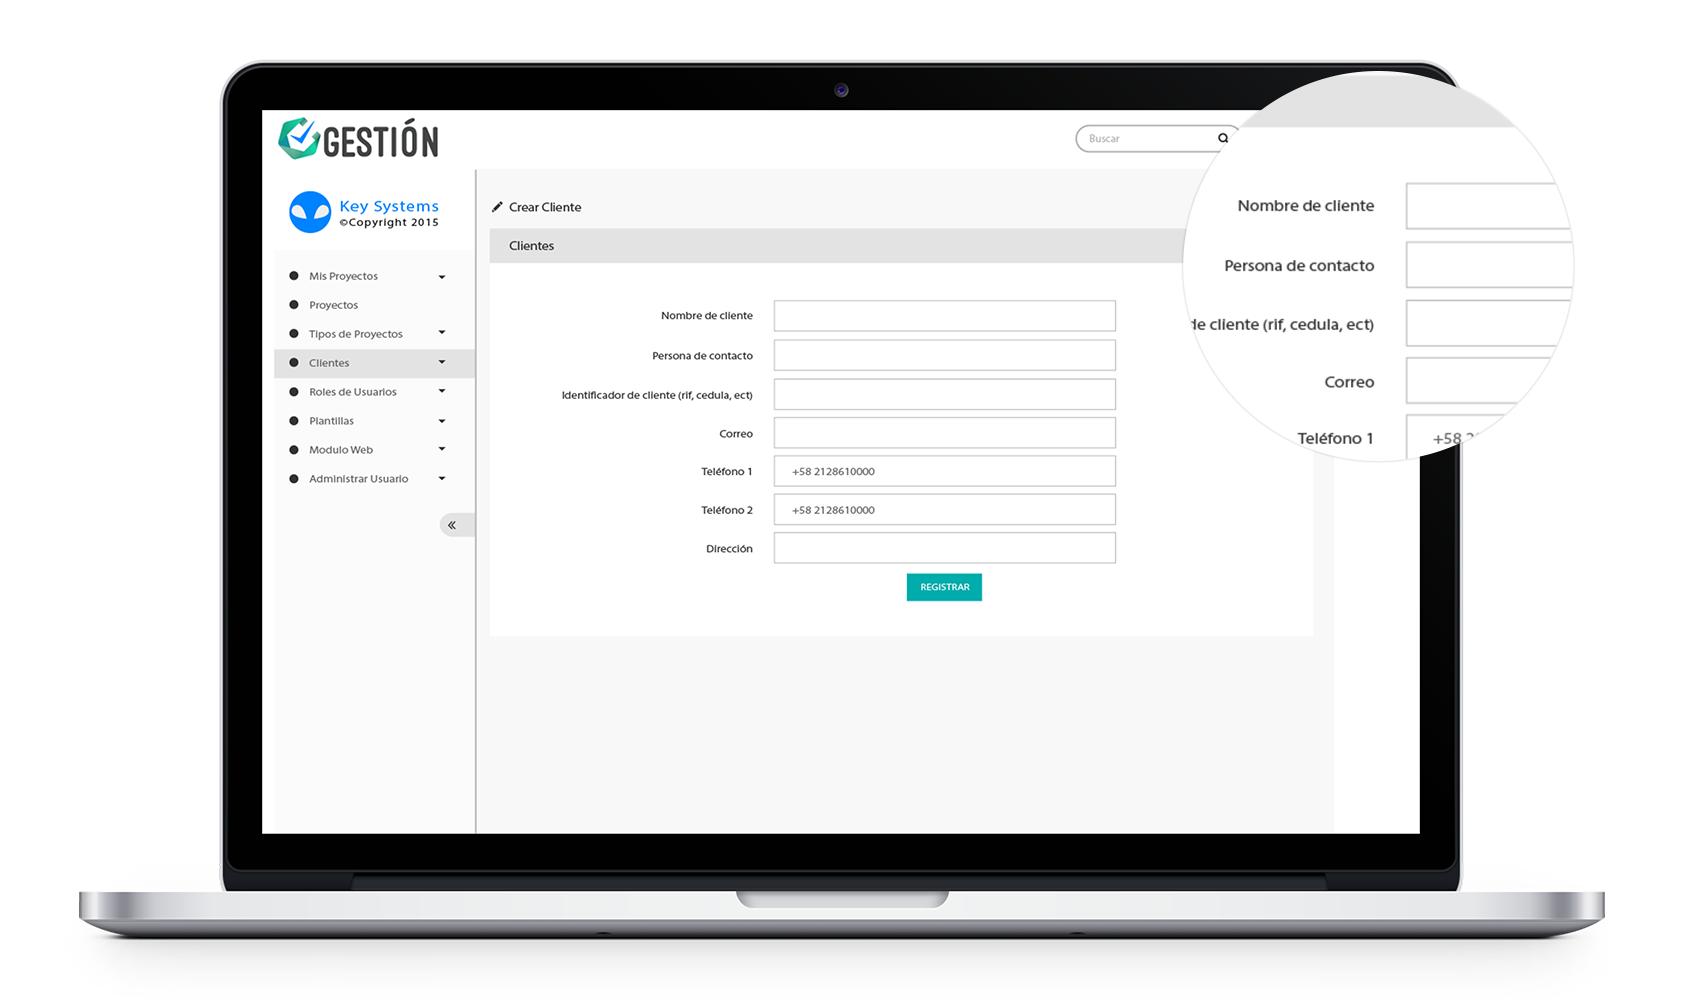 GESTIÓN
Buscar
Key Systems
©Copyright 2015
Mis Proyectos
Proyectos
Tipos de Proyectos
Clientes
Roles de Usuarios
Plantillas
Modulo Web
Administrar Usuario
«
Crear Cliente
Clientes
Nombre de cliente
Persona de contacto
Identificador de cliente (rif, cedula, ect)
Correo
Teléfono 1
+58 2128610000
Teléfono 2
+58 2128610000
Dirección
REGISTRAR
Nombre de cliente
Persona de contacto
de cliente (rif, cedula, ect)
Correo
Teléfono 1
+58 2